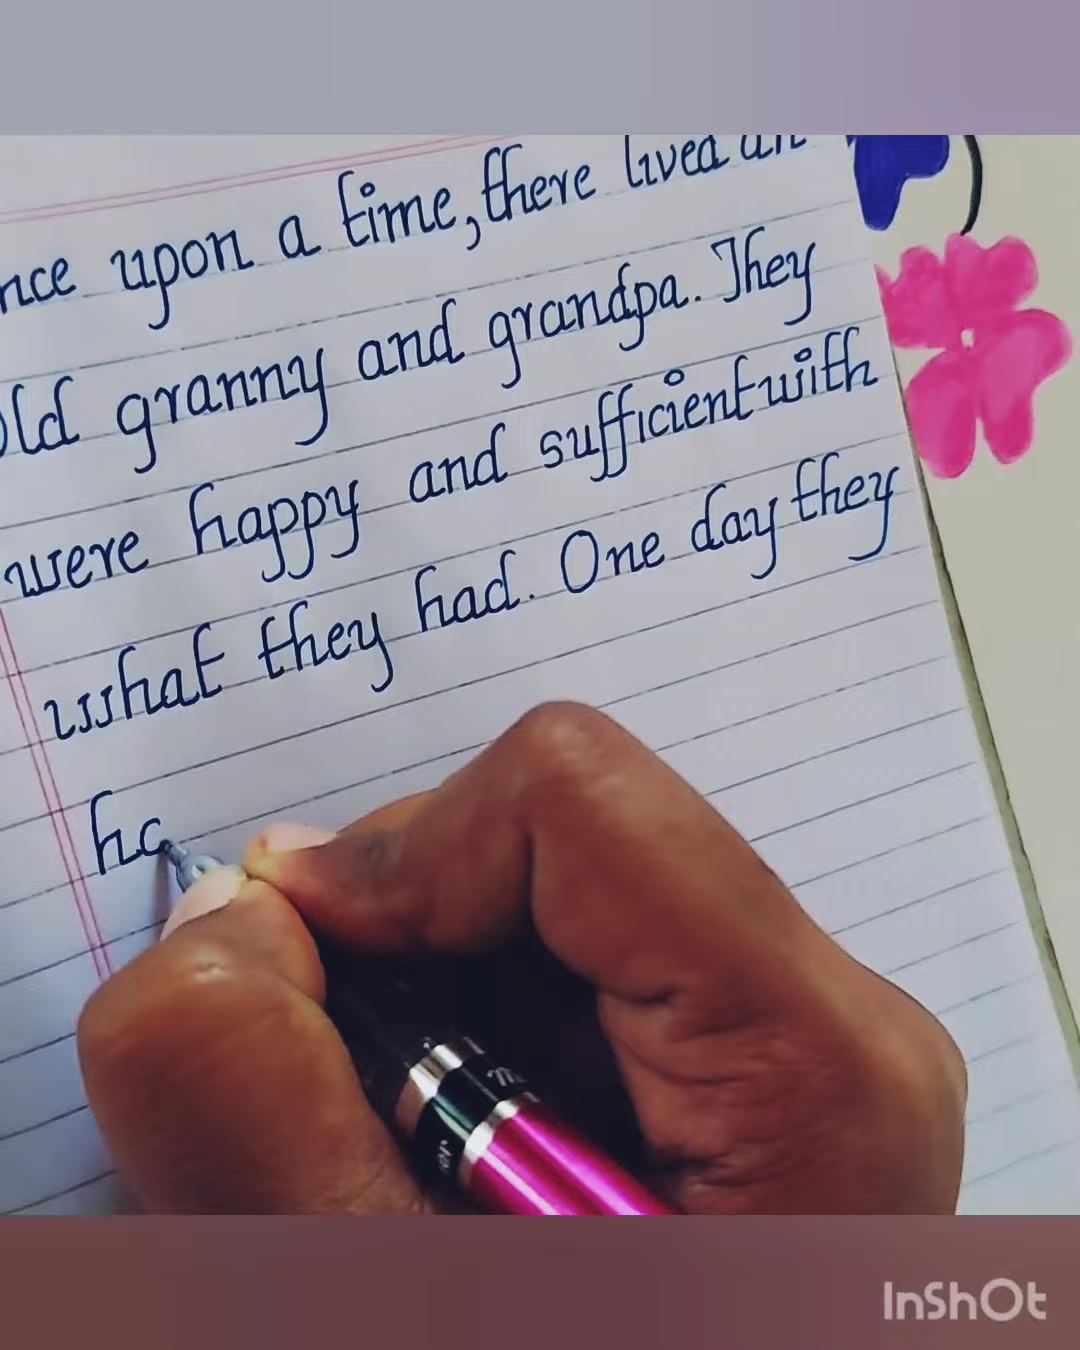 nce upon a time, there lived an
old granny and grandpa. They
were happy and sufficient with
what they had. One day they
ha
InShOt